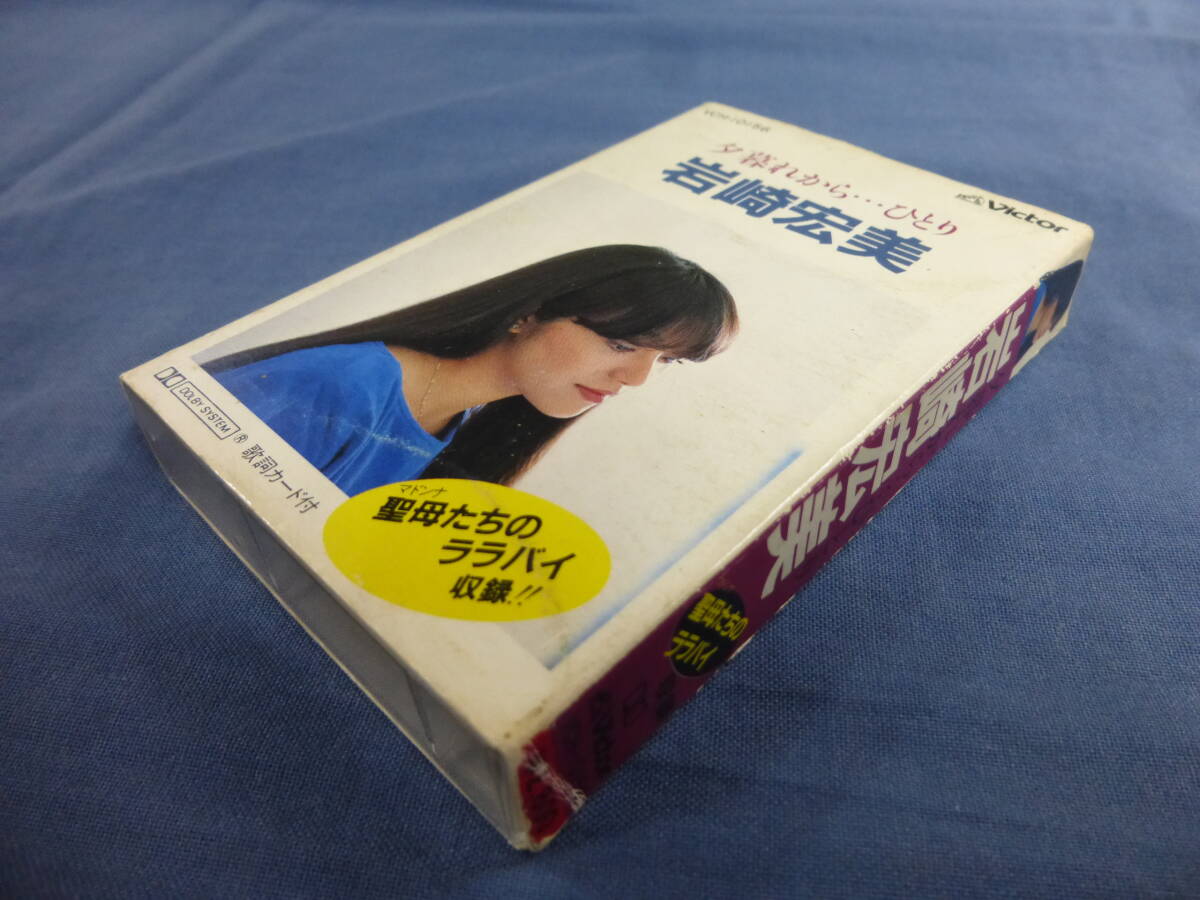 VCH-10156
夕暮れから…ひとり
岩崎宏美
Victor
DOLBY SYSTEM ®
歌詞カード付
マドンナ
聖母たちの
ララバイ
収録!!
岩崎宏美
聖母たちの
ララバイ